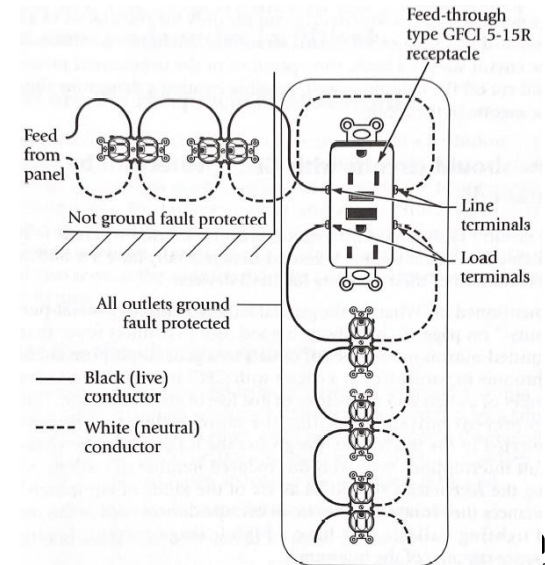 Feed-through
type GFCI 5-15R
receptacle
Feed
from
panel
Not ground fault protected
Line
terminals
Load
terminals
All outlets ground
fault protected
Black (live)
conductor
White (neutral)
conductor